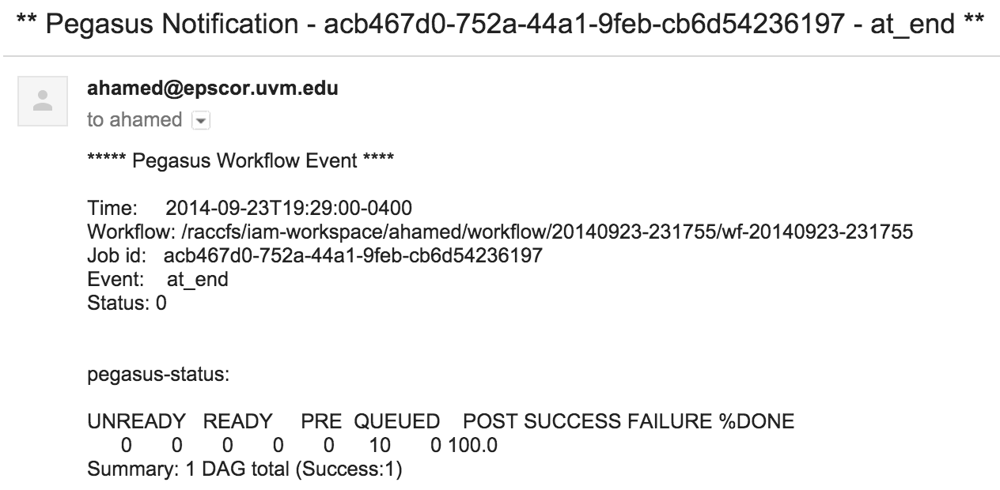 ** Pegasus Notification - acb467d0-752a-44a1-9feb-cb6d54236197 - at_end **
ahamed@epscor.uvm.edu
to ahamed
***** Pegasus Workflow Event ****
Time: 2014-09-23T19:29:00-0400
Workflow: /raccfs/iam-workspace/ahamed/workflow/20140923-231755/wf-20140923-231755
Job id: acb467d0-752a-44a1-9feb-cb6d54236197
Event: at_end
Status: 0
pegasus-status:
UNREADY READY PRE QUEUED POST SUCCESS FAILURE %DONE
0 0 0 0 0 10 0 100.0
Summary: 1 DAG total (Success:1)